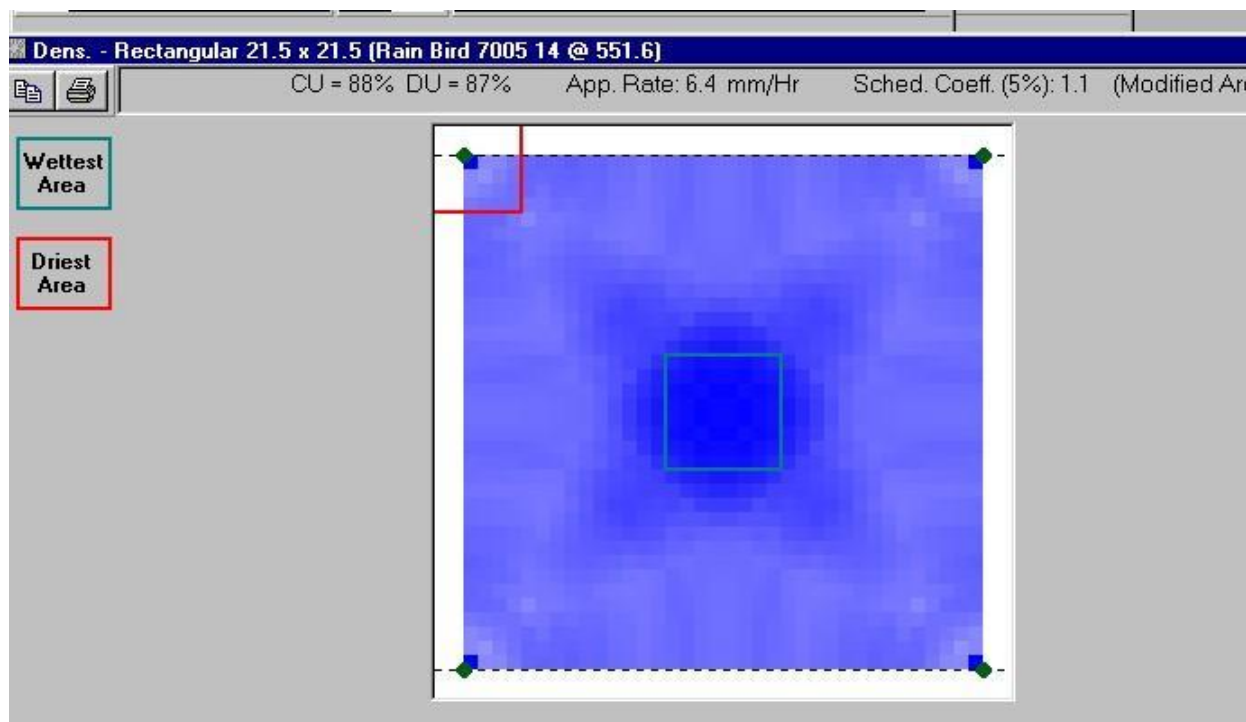 Dens. - Rectangular 21.5 x 21.5 (Rain Bird 7005 14 @ 551.6)
CU = 88% DU = 87% App. Rate: 6.4 mm/Hr Sched. Coeff. (5%): 1.1 (Modified
Wettest
Area
Driest
Area